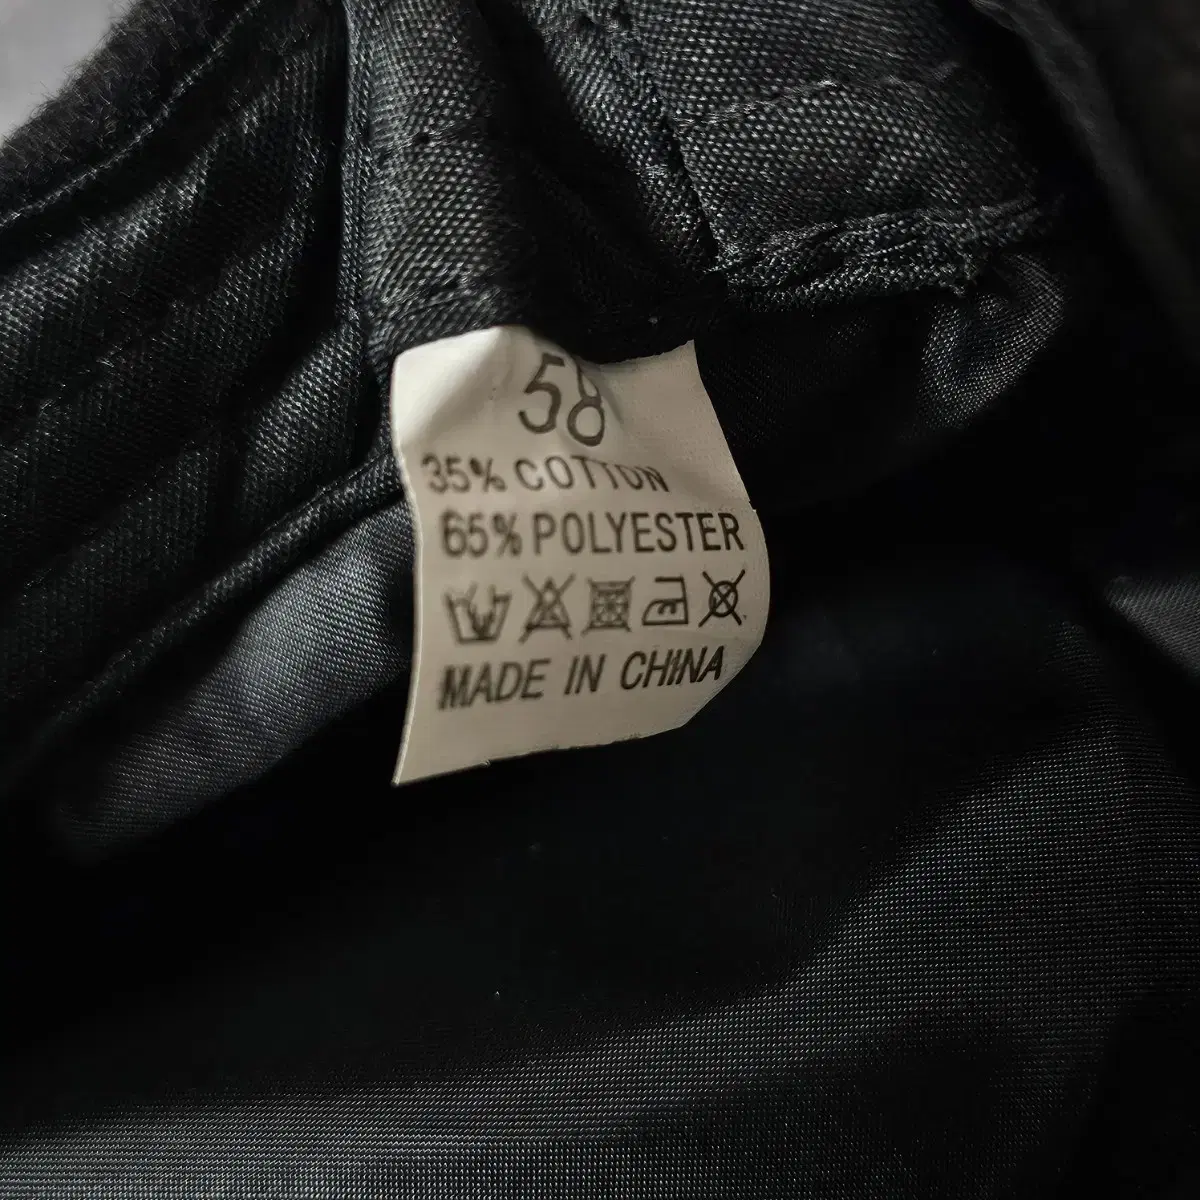 58
35% COTTON
65% POLYESTER
MADE IN CHINA